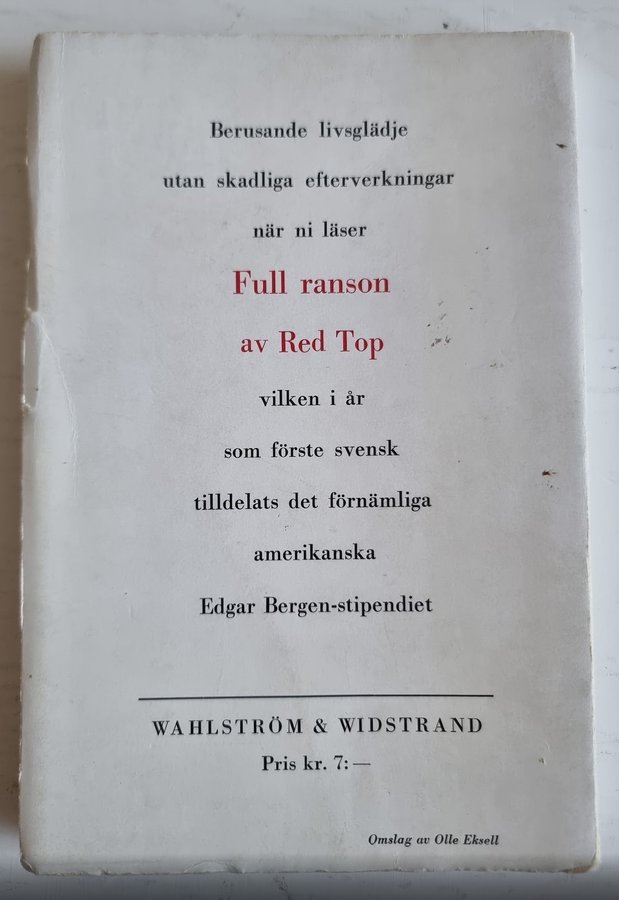 Berusande livsglädje
utan skadliga efterverkningar
när ni läser
Full ranson
av Red Top
vilken i år
som förste svensk
tilldelats det förnämliga
amerikanska
Edgar Bergen-stipendiet
WAHLSTRÖM & WIDSTRAND
Pris kr. 7: —
Omslag av Olle Eksell